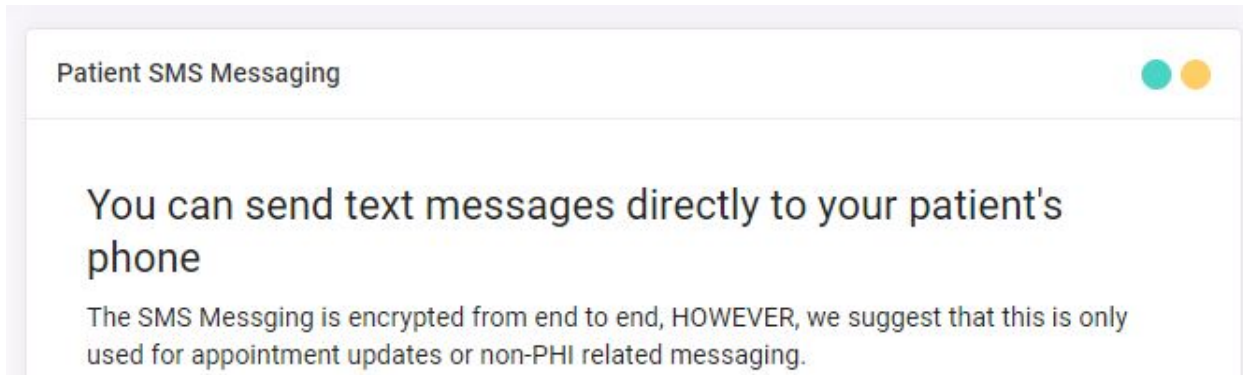 Patient SMS Messaging
You can send text messages directly to your patient's
phone
The SMS Messging is encrypted from end to end, HOWEVER, we suggest that this is only
used for appointment updates or non-PHI related messaging.